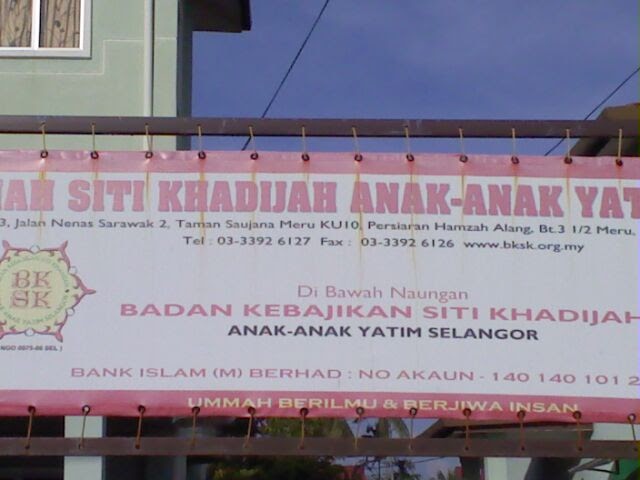 SITI KHADIJAH ANAK-ANAK
3, Jalan Nenas Sarawak 2, Taman Saujana Meru KU10, Persiaran Hamzah Alang, Bt.3 1/2 Meru.
Tel : 03-3392 6127 Fax : 03-3392 6126 www.bksk.org.my
BK
SK
Di Bawah Naungan
BADAN KEBAJIKAN SITI KHADIJAH
ANAK-ANAK YATIM SELANGOR
BANK ISLAM (M) BERHAD : NO AKAUN - 140 140 101 2
UMMAH BERILMU & BERJIWA INSAN